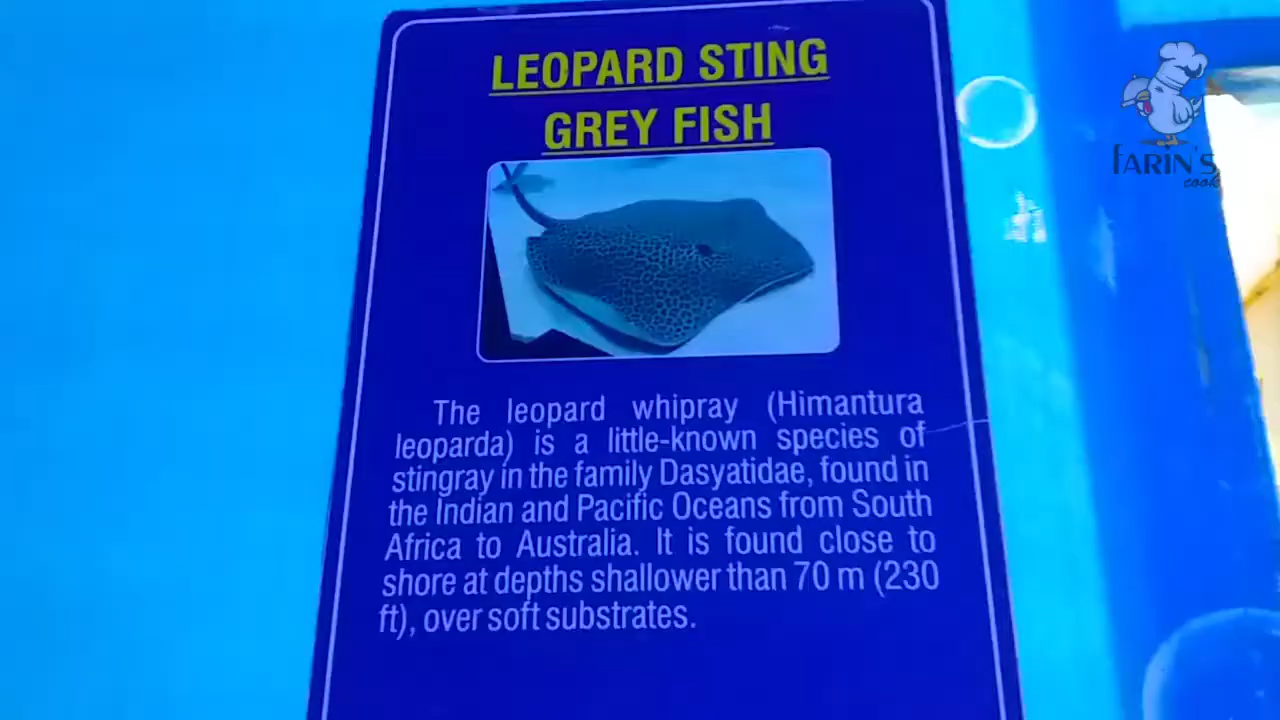 LEOPARD STING
GREY FISH
The leopard whipray (Himantura
leoparda) is a little-known species of
stingray in the family Dasyatidae, found in
the Indian and Pacific Oceans from South
Africa to Australia. It is found close to
shore at depths shallower than 70 m (230
ft), over soft substrates.
FARIN'S
cook